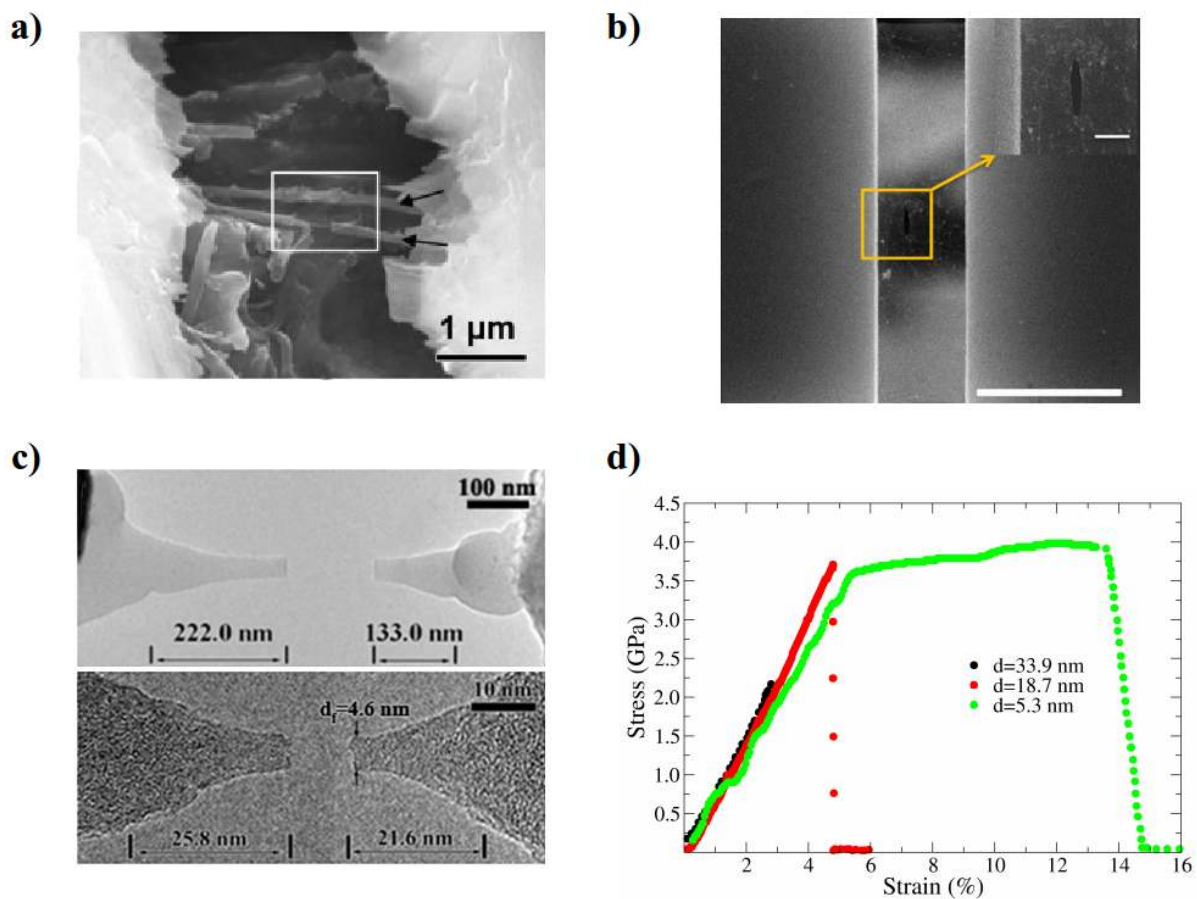 a)
1 µm
b)
c)
100 nm
222.0 nm
133.0 nm
10 nm
d_f=4.6 nm
25.8 nm
21.6 nm
d)
4.5
4.0
3.5
3.0
2.5
2.0
1.5
1.0
0.5
Stress (GPa)
d=33.9 nm
d=18.7 nm
d=5.3 nm
2 4 6 8 10 12 14 16
Strain (%)